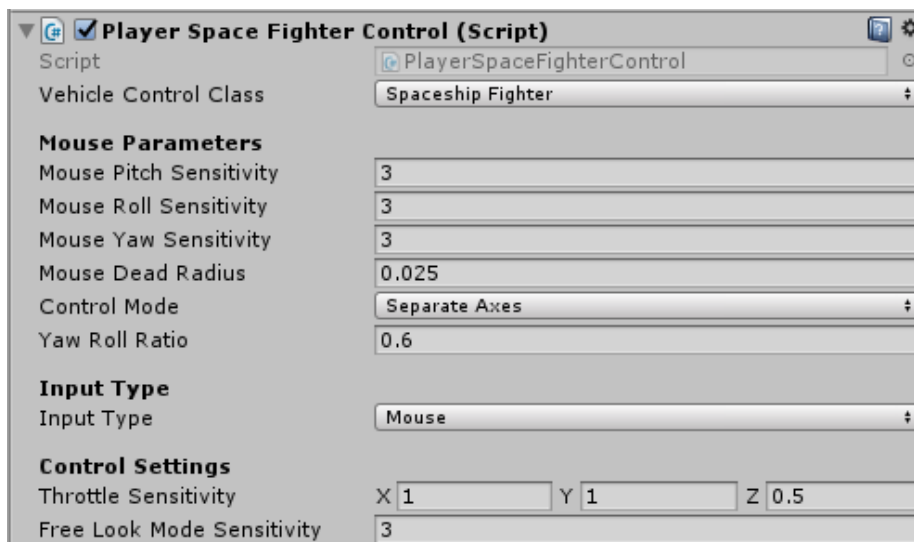 Player Space Fighter Control (Script)
Script PlayerSpaceFighterControl
Vehicle Control Class Spaceship Fighter
Mouse Parameters
Mouse Pitch Sensitivity 3
Mouse Roll Sensitivity 3
Mouse Yaw Sensitivity 3
Mouse Dead Radius 0.025
Control Mode Separate Axes
Yaw Roll Ratio 0.6
Input Type
Input Type Mouse
Control Settings
Throttle Sensitivity X 1 Y 1 Z 0.5
Free Look Mode Sensitivity 3